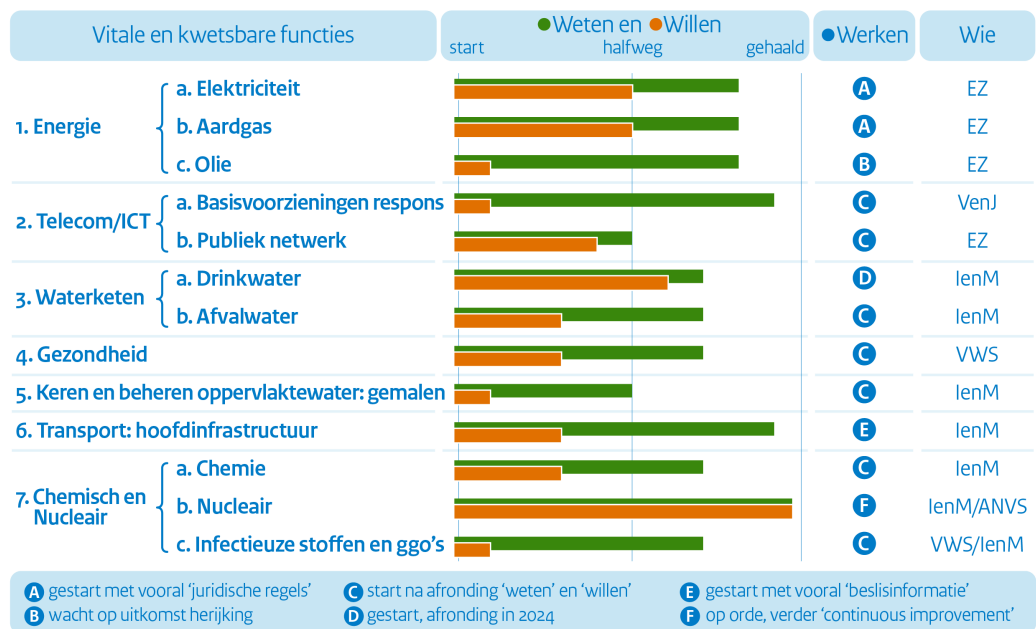 Vitale en kwetsbare functies
●Weten en ●Willen
start halfweg gehaald
●Werken
Wie
1. Energie
a. Elektriciteit A EZ
b. Aardgas A EZ
c. Olie B EZ
2. Telecom/ICT
a. Basisvoorzieningen respons C VenJ
b. Publiek netwerk C EZ
3. Waterketen
a. Drinkwater D IenM
b. Afvalwater C IenM
4. Gezondheid C VWS
5. Keren en beheren oppervlaktewater: gemalen C IenM
6. Transport: hoofdinfrastructuur E IenM
7. Chemisch en
Nucleair
a. Chemie C IenM
b. Nucleair F IenM/ANVS
c. Infectieuze stoffen en ggo's C VWS/IenM
A gestart met vooral 'juridische regels'
B wacht op uitkomst herijking
C start na afronding 'weten' en 'willen'
D gestart, afronding in 2024
E gestart met vooral 'beslisinformatie'
F op orde, verder 'continuous improvement'